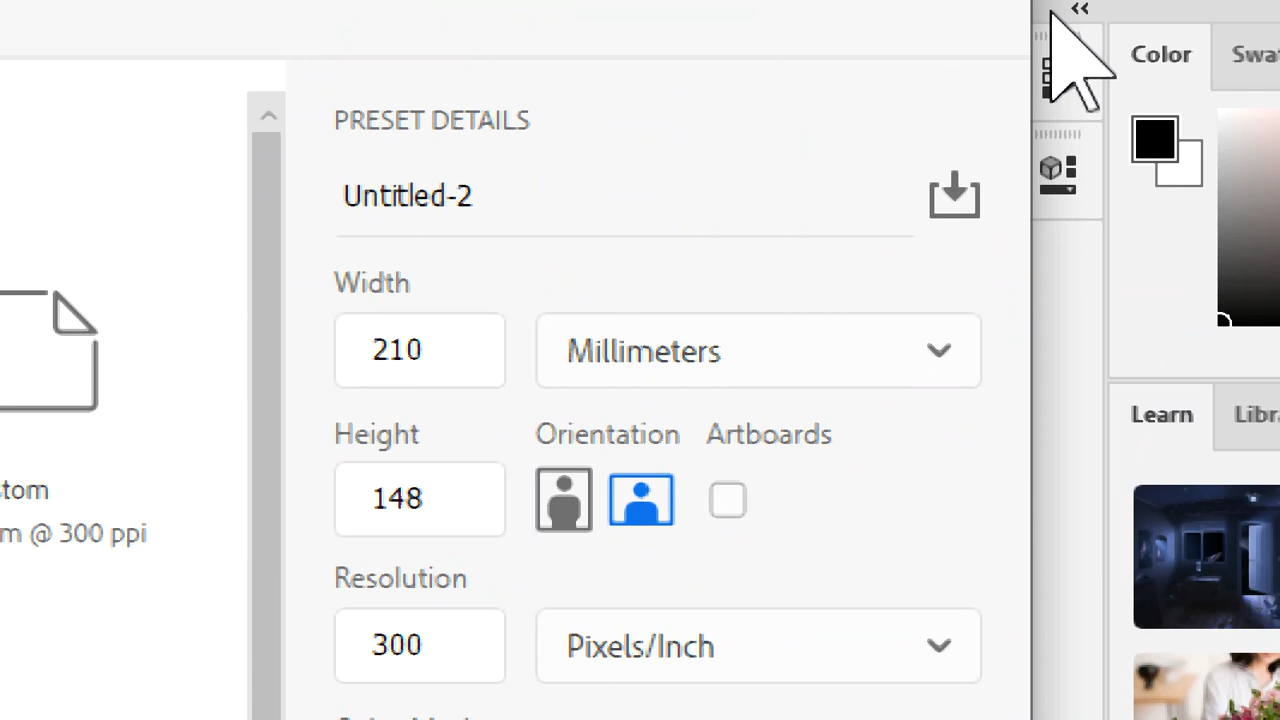 PRESET DETAILS
Untitled-2
Width
210 Millimeters
Height Orientation Artboards
148
Resolution
300 Pixels/Inch
tom
m @ 300 ppi
Color
Learn